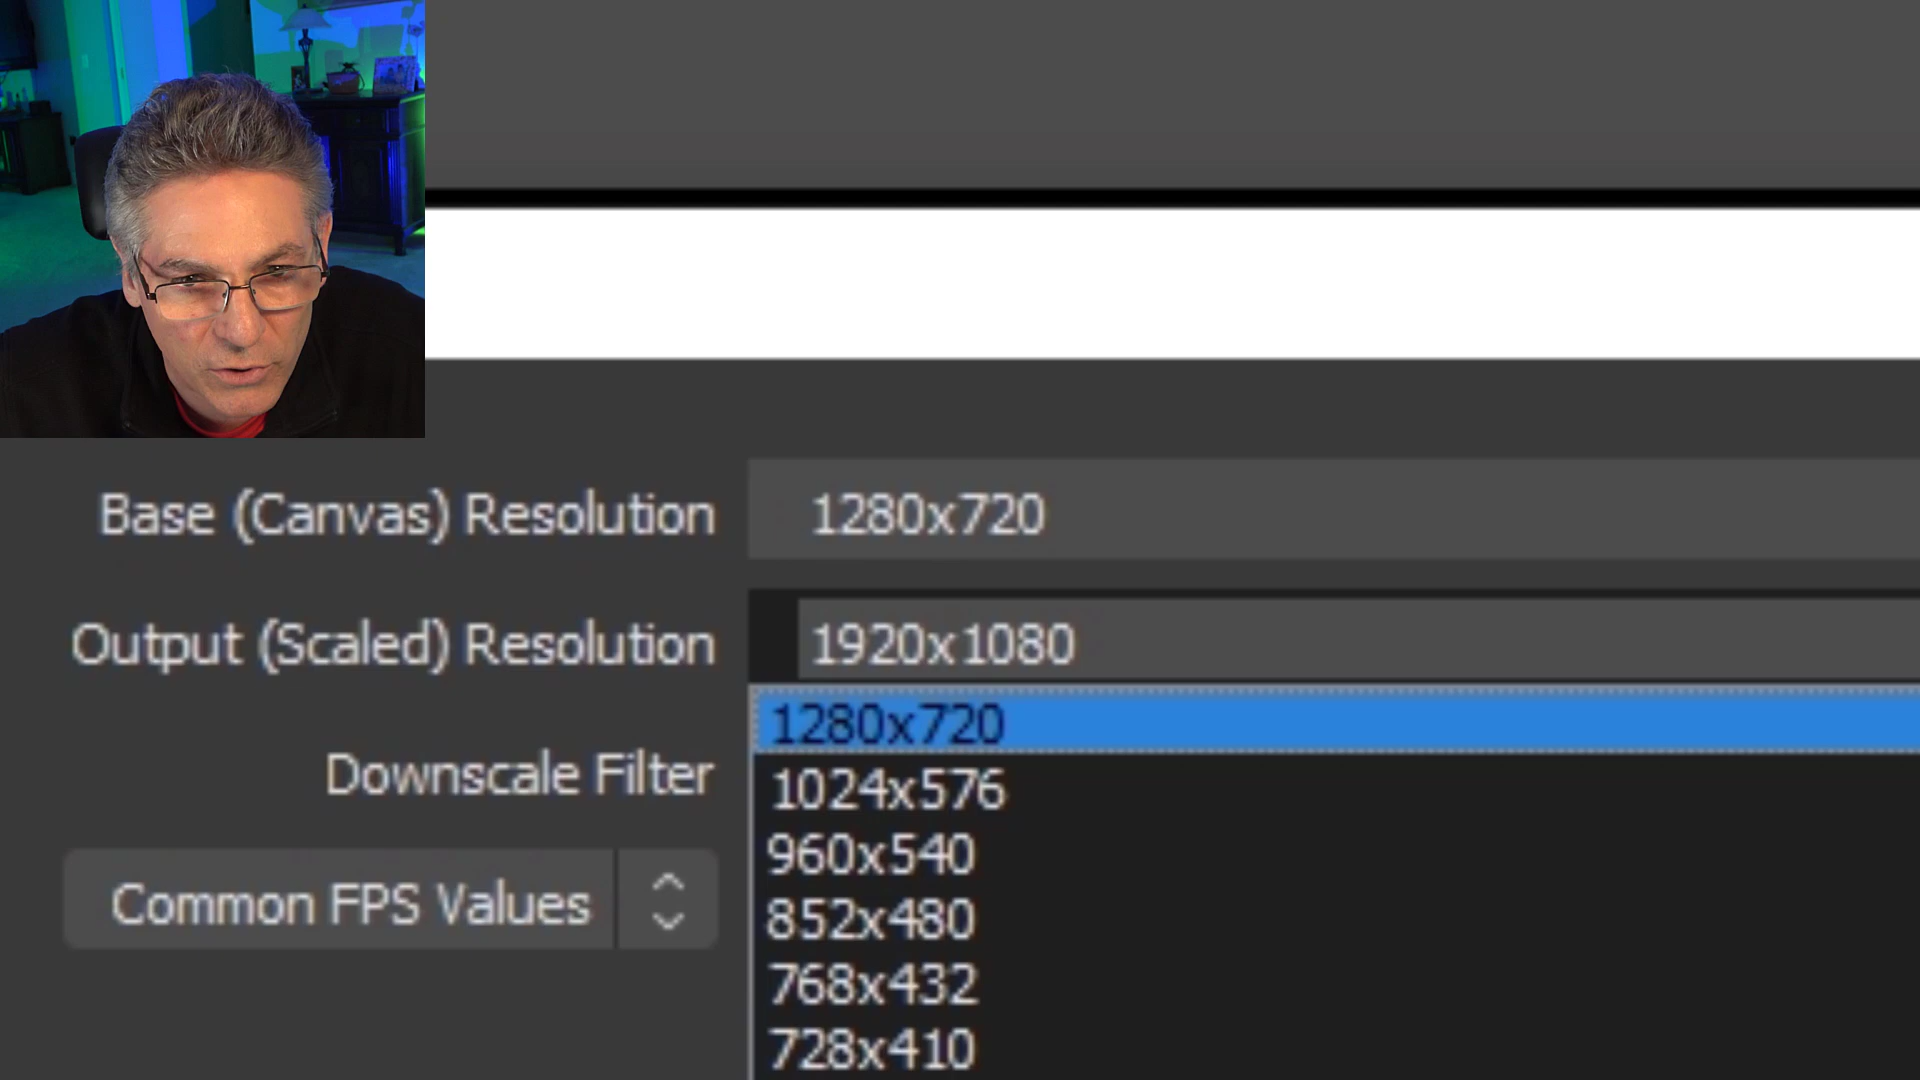 Base (Canvas) Resolution 1280x720
Output (Scaled) Resolution 1920x1080
1280x720
Downscale Filter
1024x576
960x540
Common FPS Values
852x480
768x432
728x410